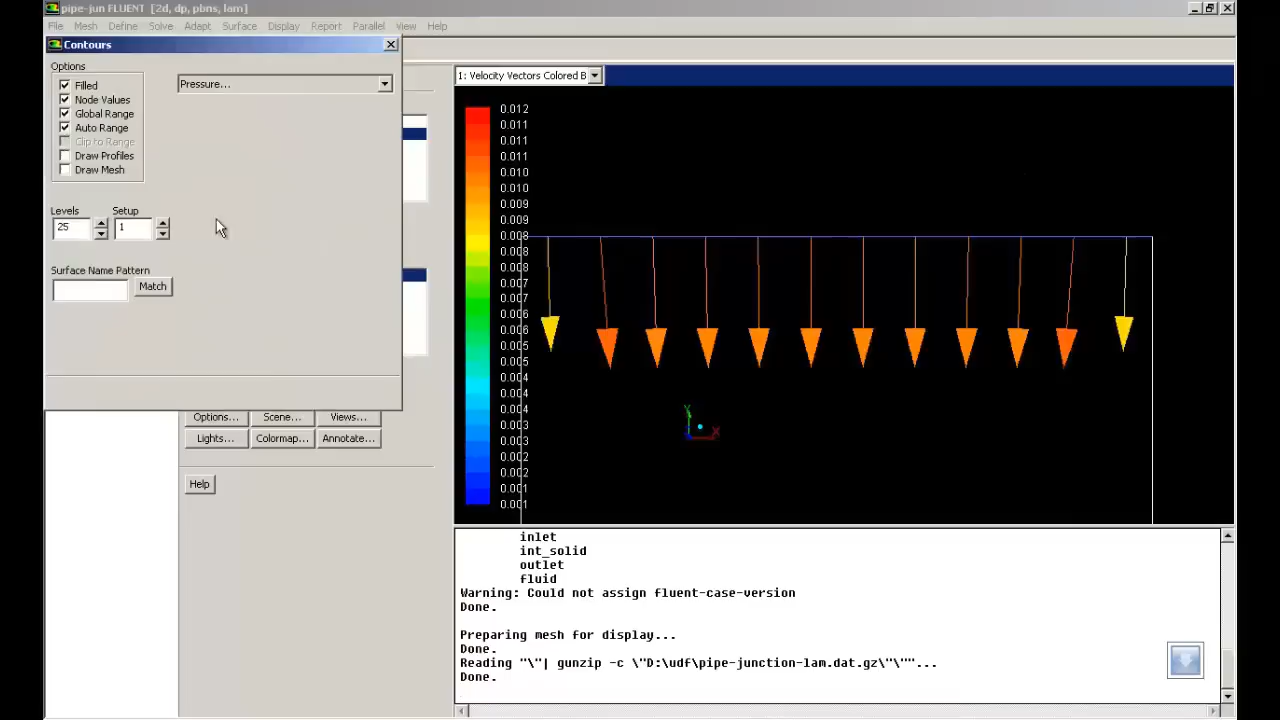 pipe-jun FLUENT [2d, dp, pbns, lam]
File Mesh Define Solve Adapt Surface Display Report Parallel View Help
Contours
Options
Filled
Node Values
Global Range
Auto Range
Clip to Range
Draw Profiles
Draw Mesh
Pressure...
Levels
Setup
25
1
Surface Name Pattern
Match
Options...
Scene...
Views...
Lights...
Colormap...
Annotate...
Help
1: Velocity Vectors Colored B
0.012
0.011
0.011
0.011
0.010
0.010
0.009
0.009
0.008
0.008
0.008
0.007
0.007
0.006
0.006
0.005
0.005
0.004
0.004
0.004
0.003
0.003
0.002
0.002
0.001
0.001
Y
X
inlet
int_solid
outlet
fluid
Warning: Could not assign fluent-case-version
Done.
Preparing mesh for display...
Done.
Reading "\"| gunzip -c \"D:\udf\pipe-junction-lam.dat.gz\"\""...
Done.